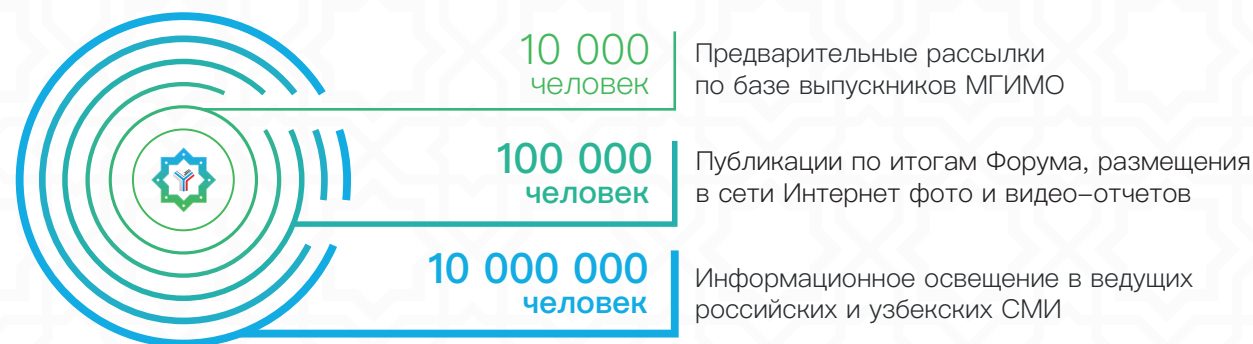 10 000
человек
Предварительные рассылки
по базе выпускников МГИМО
100 000
человек
Публикации по итогам Форума, размещения
в сети Интернет фото и видео–отчетов
10 000 000
человек
Информационное освещение в ведущих
российских и узбекских СМИ